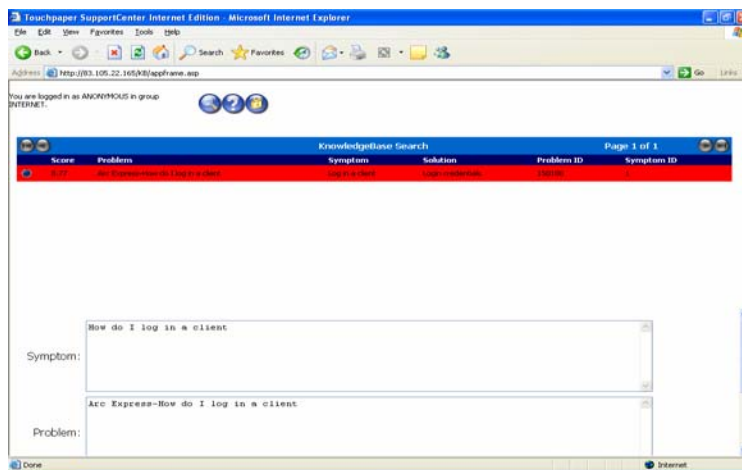 Touchpaper SupportCenter Internet Edition - Microsoft Internet Explorer
File Edit View Favorites Tools Help
Back Search Favorites
Address http://83.105.22.165/KB/appframe.asp Go Links
You are logged in as ANONYMOUS in group
INTERNET.
KnowledgeBase Search Page 1 of 1
Score Problem Symptom Solution Problem ID Symptom ID
Arc Express-How do I log in a client Log in a client Login credentials
How do I log in a client
Symptom:
Arc Express-How do I log in a client
Problem:
Done Internet